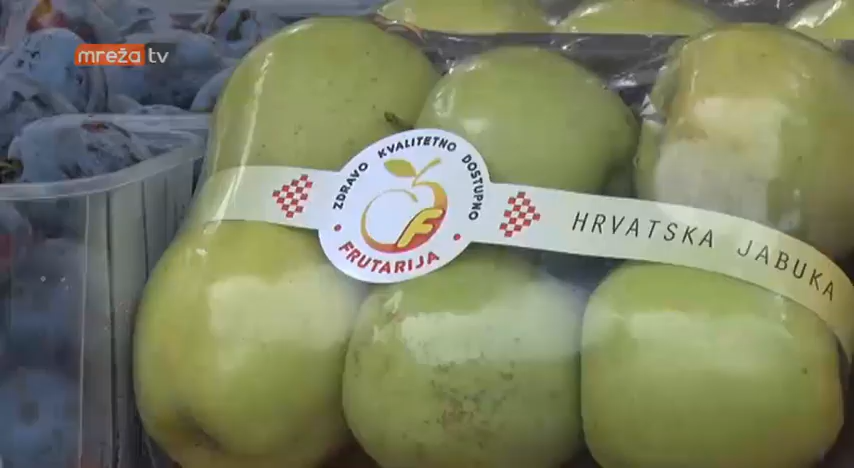 mreža tv
ZDRAVO KVALITETNO DOSTUPNO
F
FRUTARIJA
HRVATSKA JABUKA